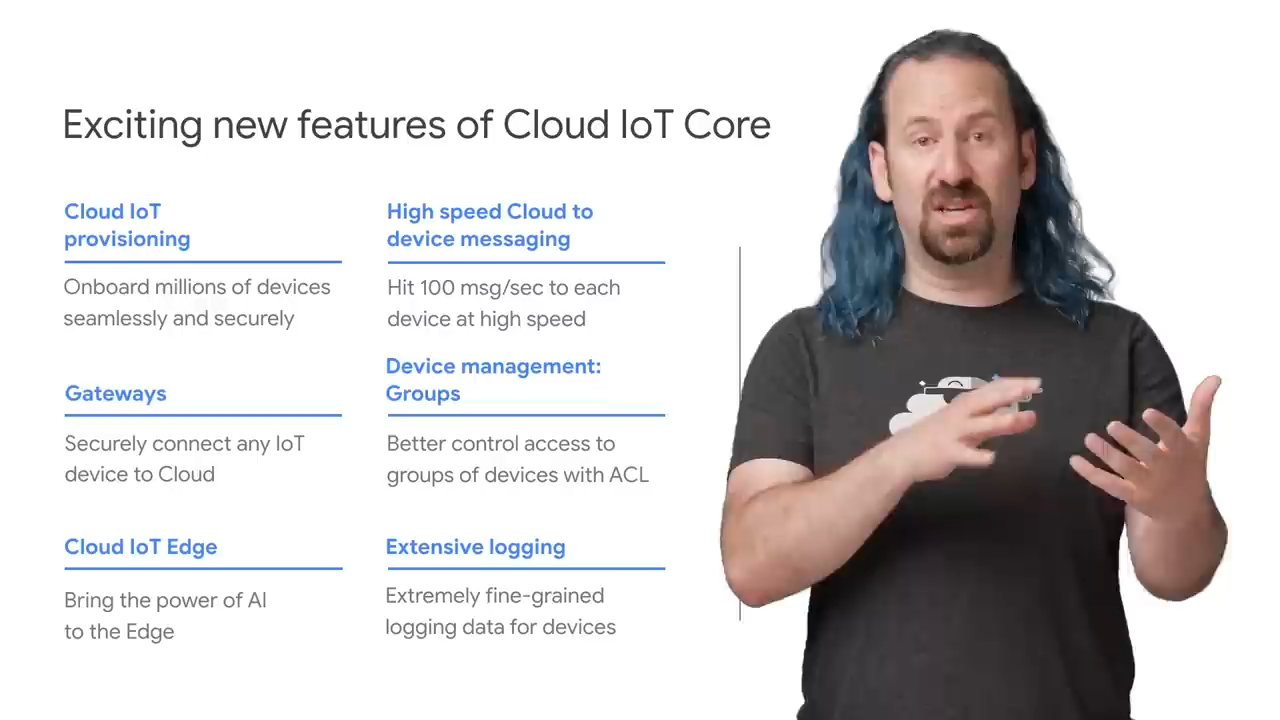 Exciting new features of Cloud IoT Core
Cloud IoT
provisioning
Onboard millions of devices
seamlessly and securely
High speed Cloud to
device messaging
Hit 100 msg/sec to each
device at high speed
Gateways
Securely connect any IoT
device to Cloud
Device management:
Groups
Better control access to
groups of devices with ACL
Cloud IoT Edge
Bring the power of AI
to the Edge
Extensive logging
Extremely fine-grained
logging data for devices